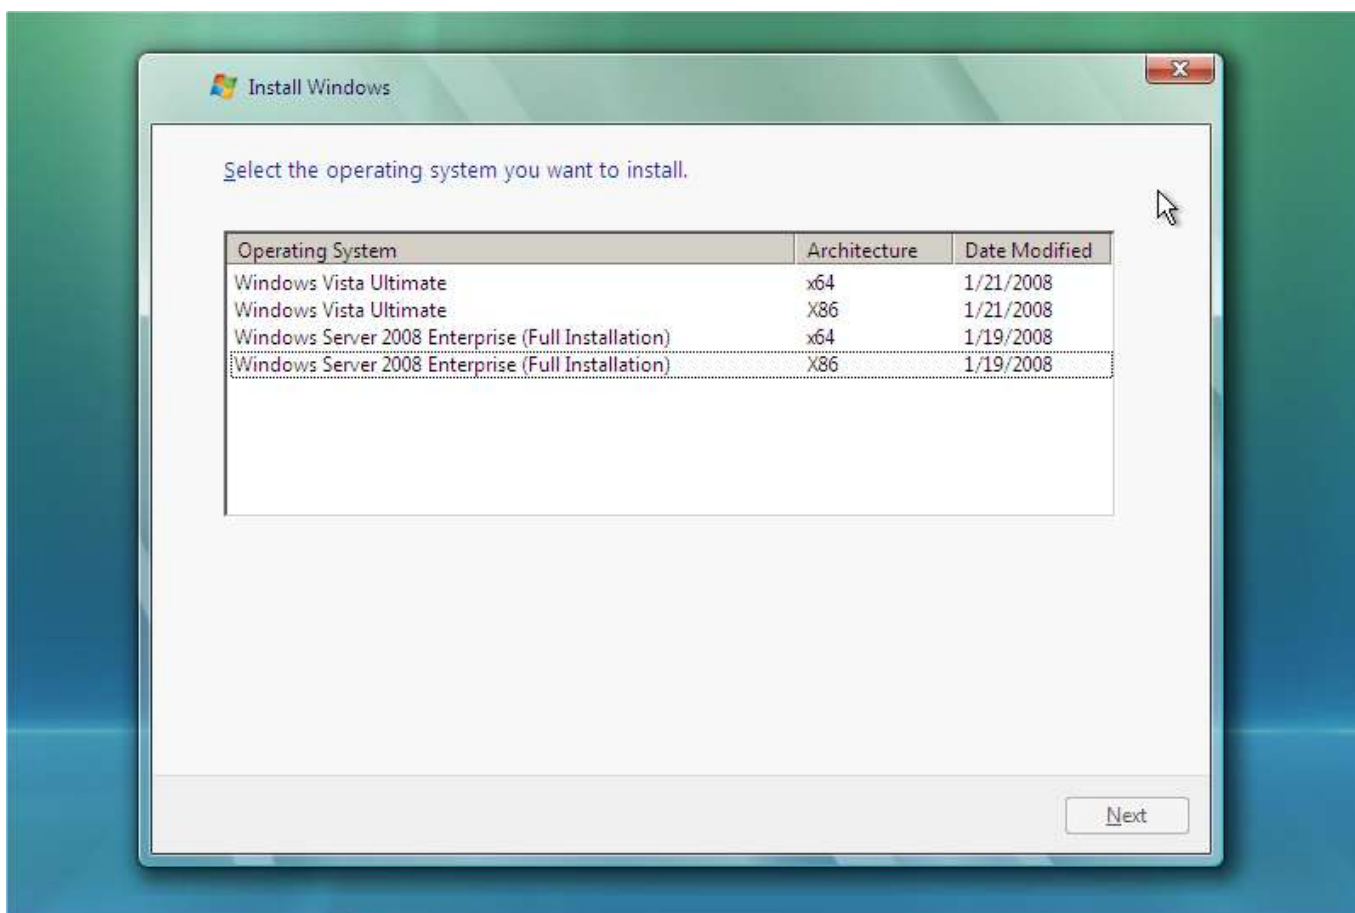 Install Windows
Select the operating system you want to install.
Operating System Architecture Date Modified
Windows Vista Ultimate x64 1/21/2008
Windows Vista Ultimate X86 1/21/2008
Windows Server 2008 Enterprise (Full Installation) x64 1/19/2008
Windows Server 2008 Enterprise (Full Installation) X86 1/19/2008
Next